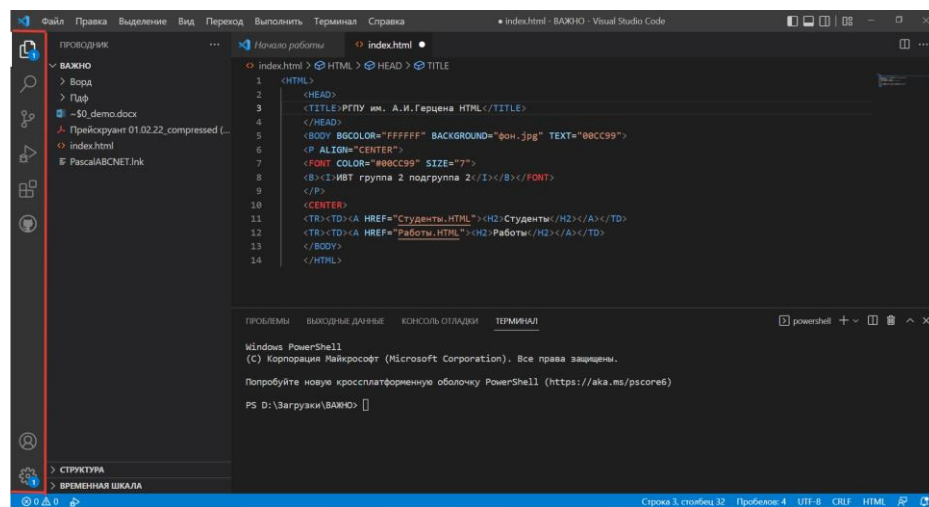 Файл Правка Выделение Вид Переход Выполнить Терминал Справка
● index.html - ВАЖНО - Visual Studio Code
ПРОВОДНИК ···
ВАЖНО
Ворд
Пдф
~$0_demo.docx
Прейскурант 01.02.22_compressed (...
index.html
PascalABCNET.lnk
СТРУКТУРА
ВРЕМЕННАЯ ШКАЛА
Начало работы
index.html ●
index.html > HTML > HEAD > TITLE
1 <HTML>
2 <HEAD>
3 <TITLE>РГПУ им. А.И.Герцена HTML</TITLE>
4 </HEAD>
5 <BODY BGCOLOR="FFFFFF" BACKGROUND="фон.jpg" TEXT="00CC99">
6 <P ALIGN="CENTER">
7 <FONT COLOR="#00CC99" SIZE="7">
8 <B><I>ИВТ группа 2 подгруппа 2</I></B></FONT>
9 </P>
10 <CENTER>
11 <TR><TD><A HREF="Студенты.HTML"><H2>Студенты</H2></A></TD>
12 <TR><TD><A HREF="Работы.HTML"><H2>Работы</H2></A></TD>
13 </BODY>
14 </HTML>
ПРОБЛЕМЫ ВЫХОДНЫЕ ДАННЫЕ КОНСОЛЬ ОТЛАДКИ ТЕРМИНАЛ
powershell
Windows PowerShell
(C) Корпорация Майкрософт (Microsoft Corporation). Все права защищены.
Попробуйте новую кроссплатформенную оболочку PowerShell (https://aka.ms/pscore6)
PS D:\Загрузки\ВАЖНО>
1
1
0 0
Строка 3, столбец 32 Пробелов: 4 UTF-8 CRLF HTML